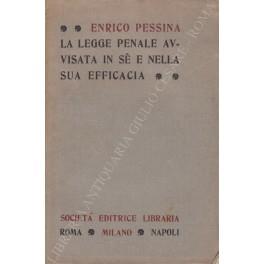 ENRICO PESSINA
LA LEGGE PENALE AV-
VISATA IN SÈ E NELLA
SUA EFFICACIA
SOCIETÀ EDITRICE LIBRARIA
ROMA MILANO NAPOLI